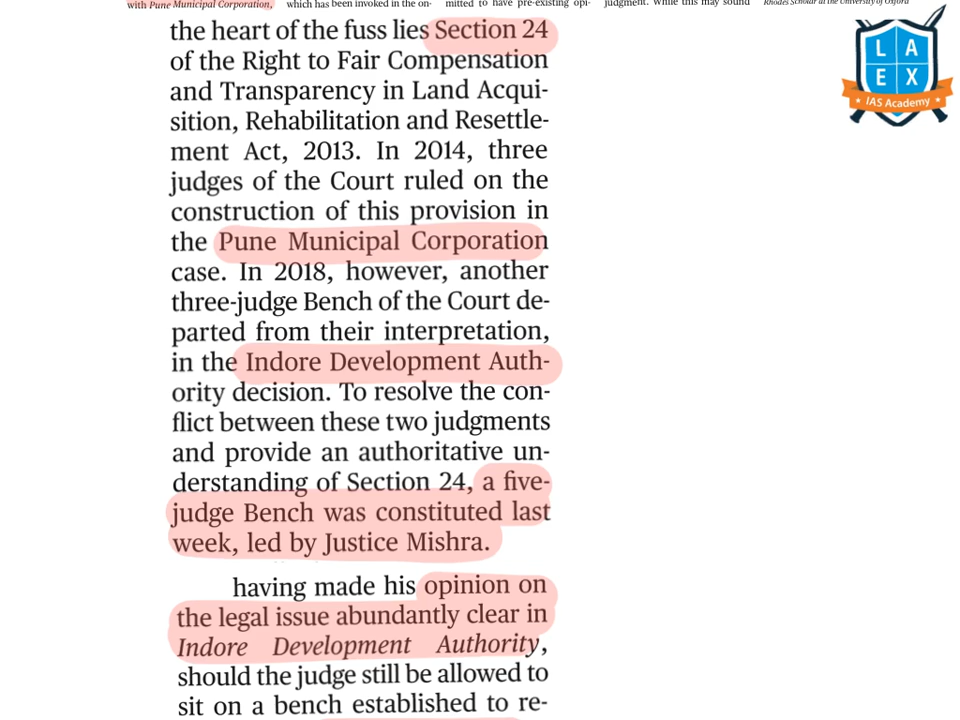 with Pune Municipal Corporation,
which has been invoked in the on-
mitted to have pre-existing opi-
judgment. While this may sound
Rhodes Scholar at the University of Oxford
the heart of the fuss lies Section 24
of the Right to Fair Compensation
and Transparency in Land Acqui-
sition, Rehabilitation and Resettle-
ment Act, 2013. In 2014, three
judges of the Court ruled on the
construction of this provision in
the Pune Municipal Corporation
case. In 2018, however, another
three-judge Bench of the Court de-
parted from their interpretation,
in the Indore Development Auth-
ority decision. To resolve the con-
flict between these two judgments
and provide an authoritative un-
derstanding of Section 24, a five-
judge Bench was constituted last
week, led by Justice Mishra.
having made his opinion on
the legal issue abundantly clear in
Indore Development Authority,
should the judge still be allowed to
sit on a bench established to re-
L A
E X
IAS Academy